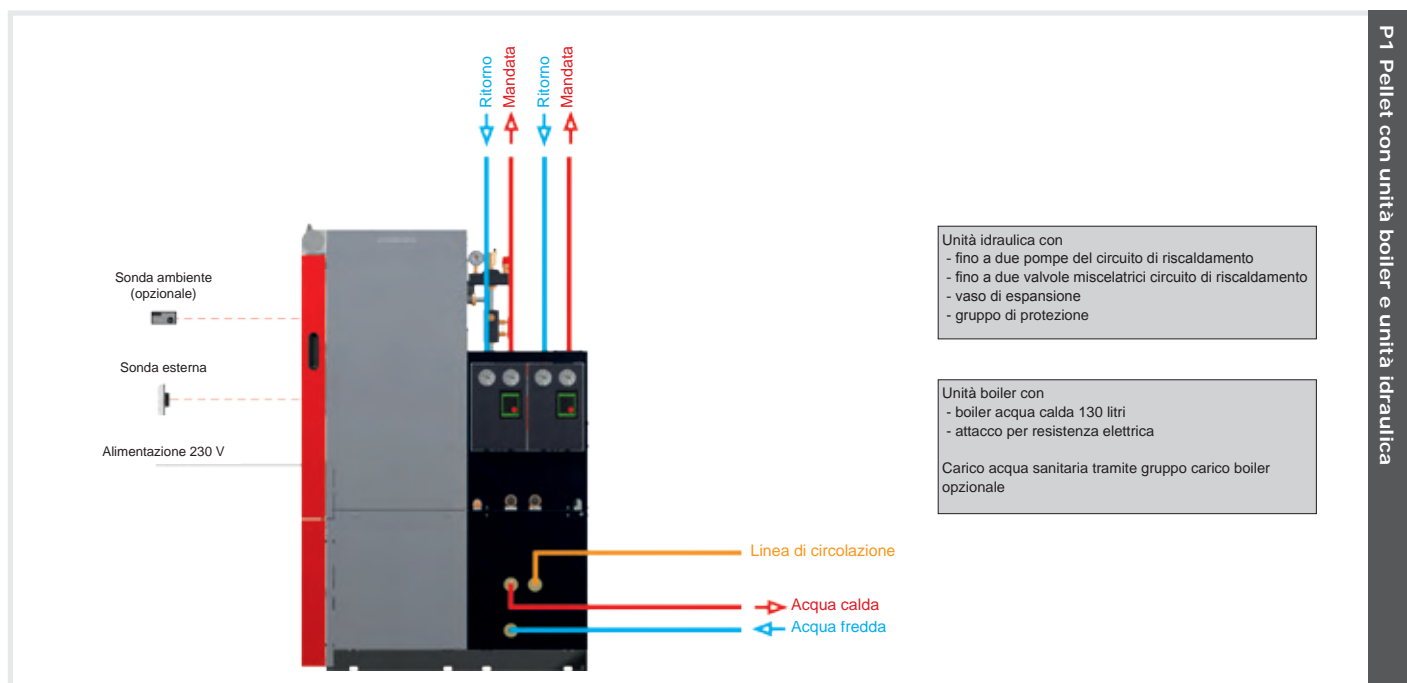 P1 Pellet con unità boiler e unità idraulica
Ritorno
Mandata
Ritorno
Mandata
Sonda ambiente
(opzionale)
Sonda esterna
Alimentazione 230 V
Unità idraulica con
- fino a due pompe del circuito di riscaldamento
- fino a due valvole miscelatrici circuito di riscaldamento
- vaso di espansione
- gruppo di protezione
Unità boiler con
- boiler acqua calda 130 litri
- attacco per resistenza elettrica
Carico acqua sanitaria tramite gruppo carico boiler
opzionale
Linea di circolazione
Acqua calda
Acqua fredda